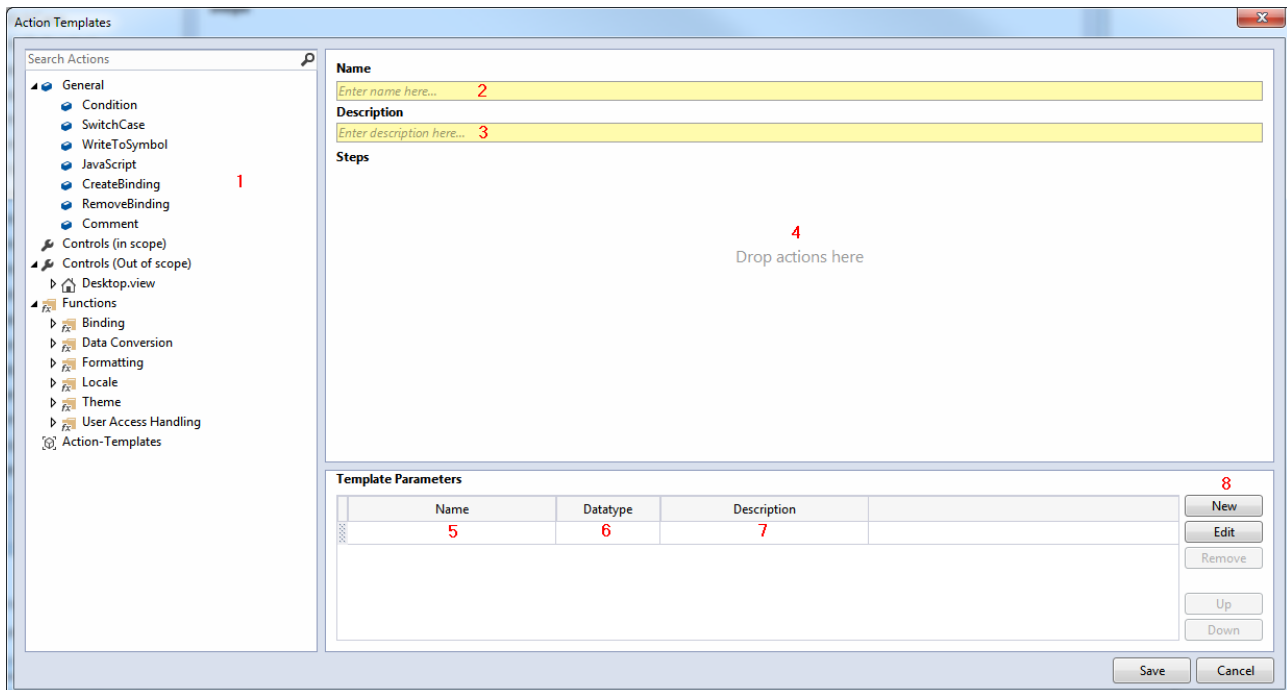 Action Templates
Search Actions
General
Condition
SwitchCase
WriteToSymbol
JavaScript
CreateBinding
RemoveBinding
Comment
Controls (in scope)
Controls (Out of scope)
Desktop.view
Functions
Binding
Data Conversion
Formatting
Locale
Theme
User Access Handling
Action-Templates
1
Name
Enter name here... 2
Description
Enter description here... 3
Steps
4
Drop actions here
Template Parameters
Name Datatype Description
5 6 7
8
New
Edit
Remove
Up
Down
Save Cancel